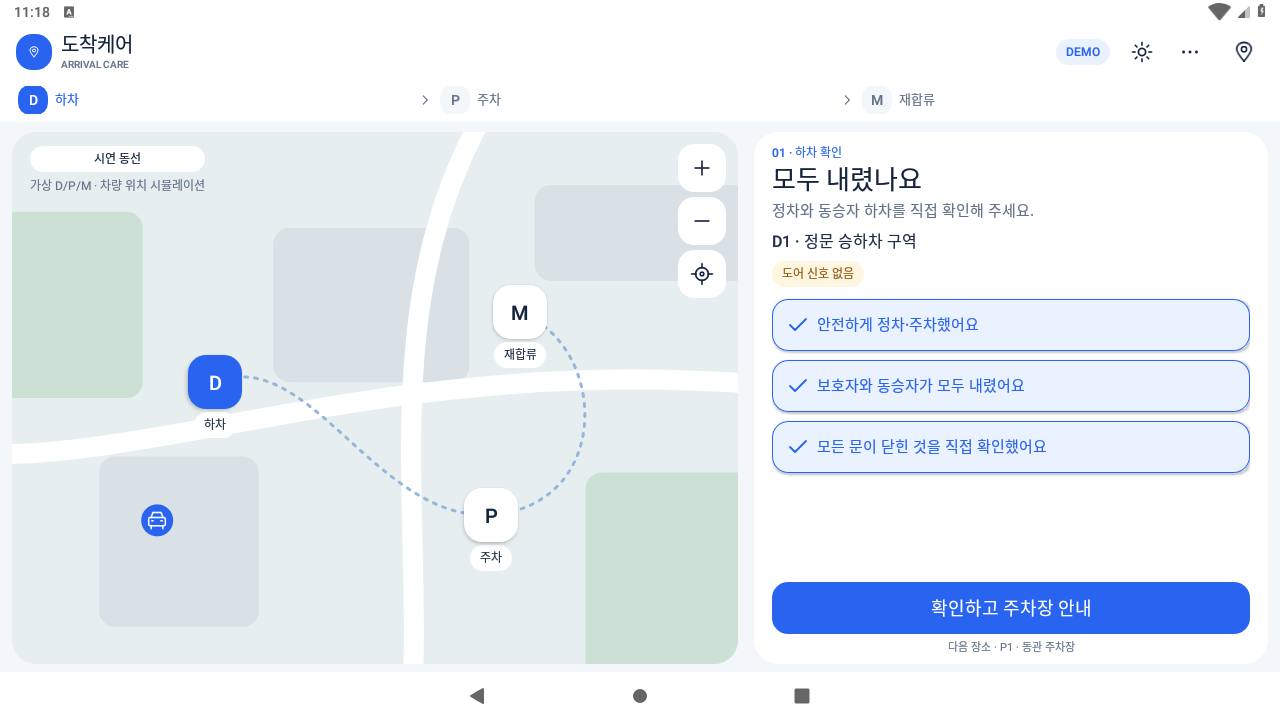 11:18
도착케어
ARRIVAL CARE
DEMO
D 하차
P 주차
M 재합류
시연 동선
가상 D/P/M · 차량 위치 시뮬레이션
M
재합류
D
하차
P
주차
01 · 하차 확인
모두 내렸나요
정차와 동승자 하차를 직접 확인해 주세요.
D1 · 정문 승하차 구역
도어 신호 없음
안전하게 정차·주차했어요
보호자와 동승자가 모두 내렸어요
모든 문이 닫힌 것을 직접 확인했어요
확인하고 주차장 안내
다음 장소 · P1 · 동관 주차장